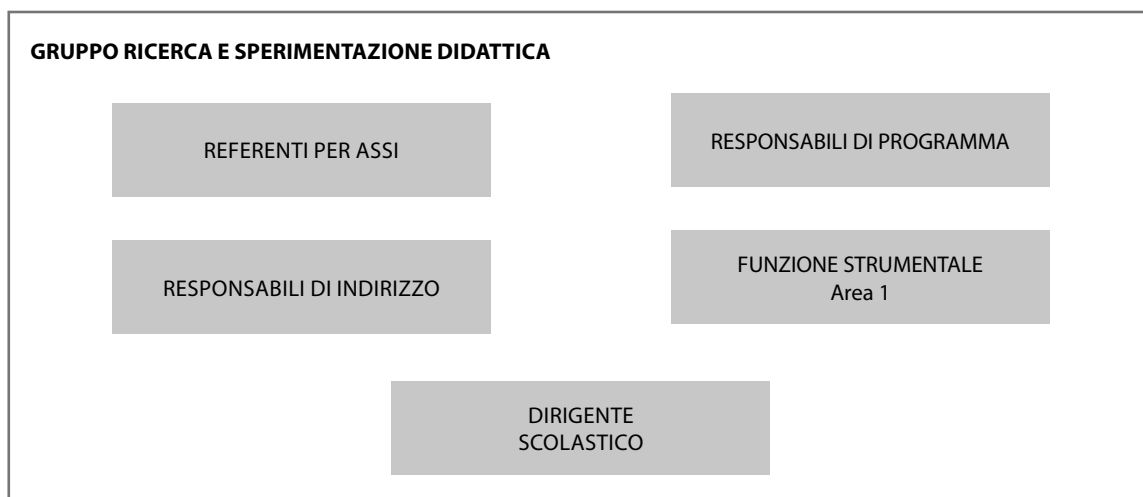 GRUPPO RICERCA E SPERIMENTAZIONE DIDATTICA
REFERENTI PER ASSI
RESPONSABILI DI PROGRAMMA
RESPONSABILI DI INDIRIZZO
FUNZIONE STRUMENTALE
Area 1
DIRIGENTE
SCOLASTICO